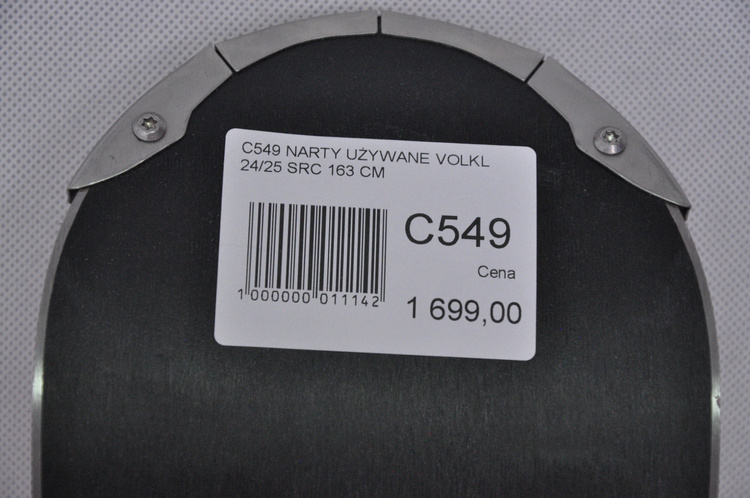 C549 NARTY UŻYWANE VOLKL
24/25 SRC 163 CM
C549
Cena
1 699,00
1 000000 011142